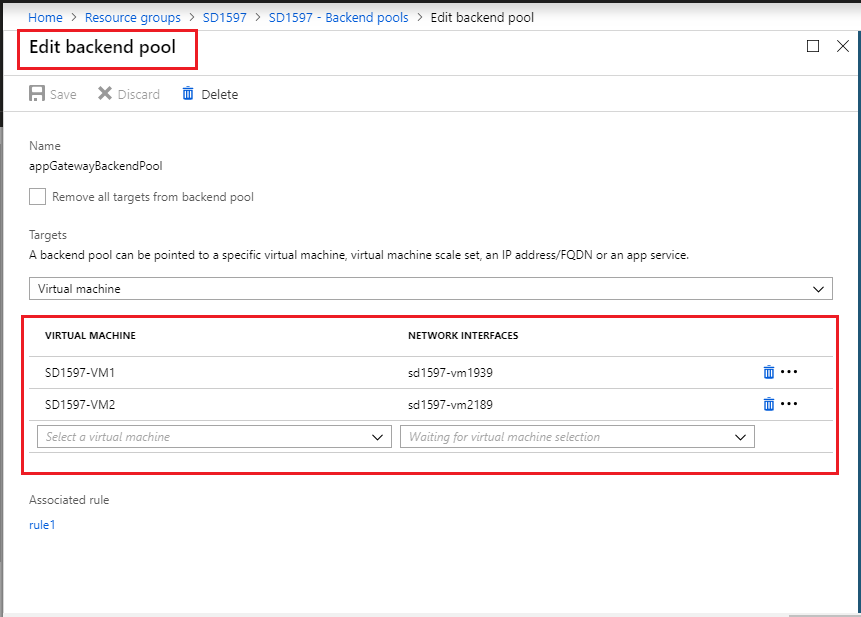 Home > Resource groups > SD1597 > SD1597 - Backend pools > Edit backend pool
Edit backend pool
Save Discard Delete
Name
appGatewayBackendPool
Remove all targets from backend pool
Targets
A backend pool can be pointed to a specific virtual machine, virtual machine scale set, an IP address/FQDN or an app service.
Virtual machine
VIRTUAL MACHINE NETWORK INTERFACES
SD1597-VM1 sd1597-vm1939
SD1597-VM2 sd1597-vm2189
Select a virtual machine Waiting for virtual machine selection
Associated rule
rule1